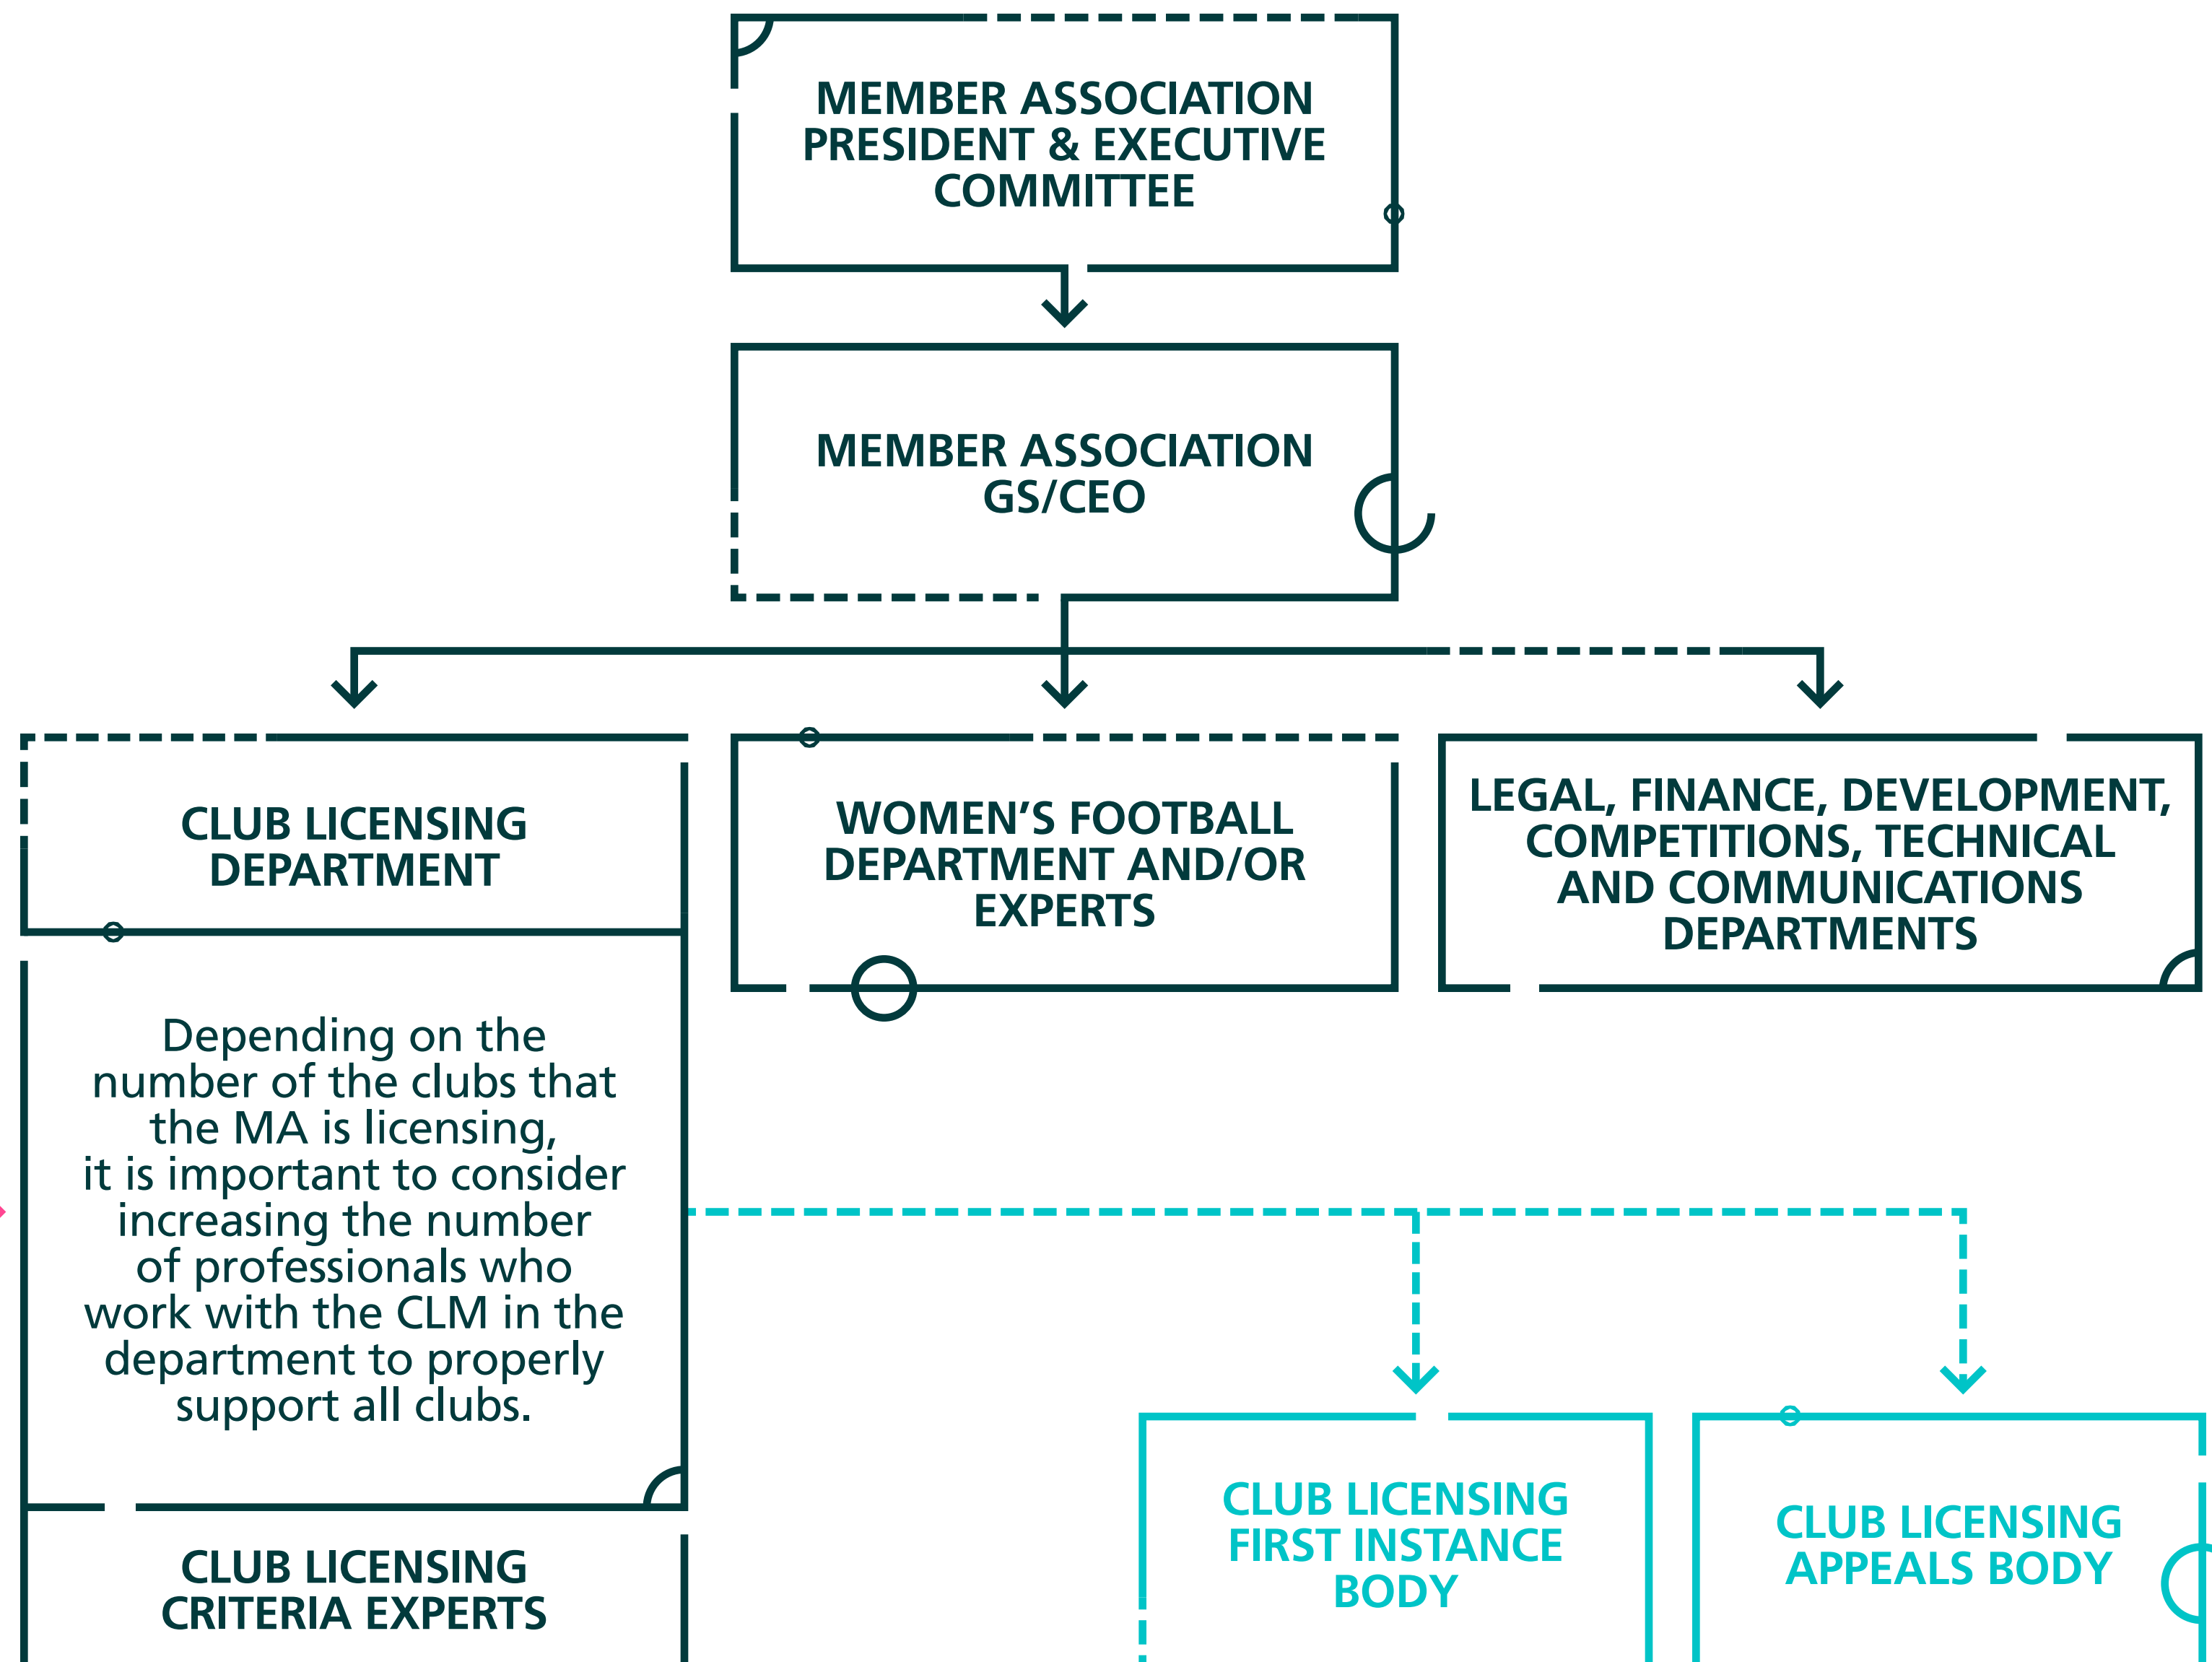 MEMBER ASSOCIATION
PRESIDENT & EXECUTIVE
COMMITTEE
MEMBER ASSOCIATION
GS/CEO
CLUB LICENSING
DEPARTMENT
WOMEN’S FOOTBALL
DEPARTMENT AND/OR
EXPERTS
LEGAL, FINANCE, DEVELOPMENT,
COMPETITIONS, TECHNICAL
AND COMMUNICATIONS
DEPARTMENTS
Depending on the
number of the clubs that
the MA is licensing,
it is important to consider
increasing the number
of professionals who
work with the CLM in the
department to properly
support all clubs.
CLUB LICENSING
CRITERIA EXPERTS
CLUB LICENSING
FIRST INSTANCE
BODY
CLUB LICENSING
APPEALS BODY